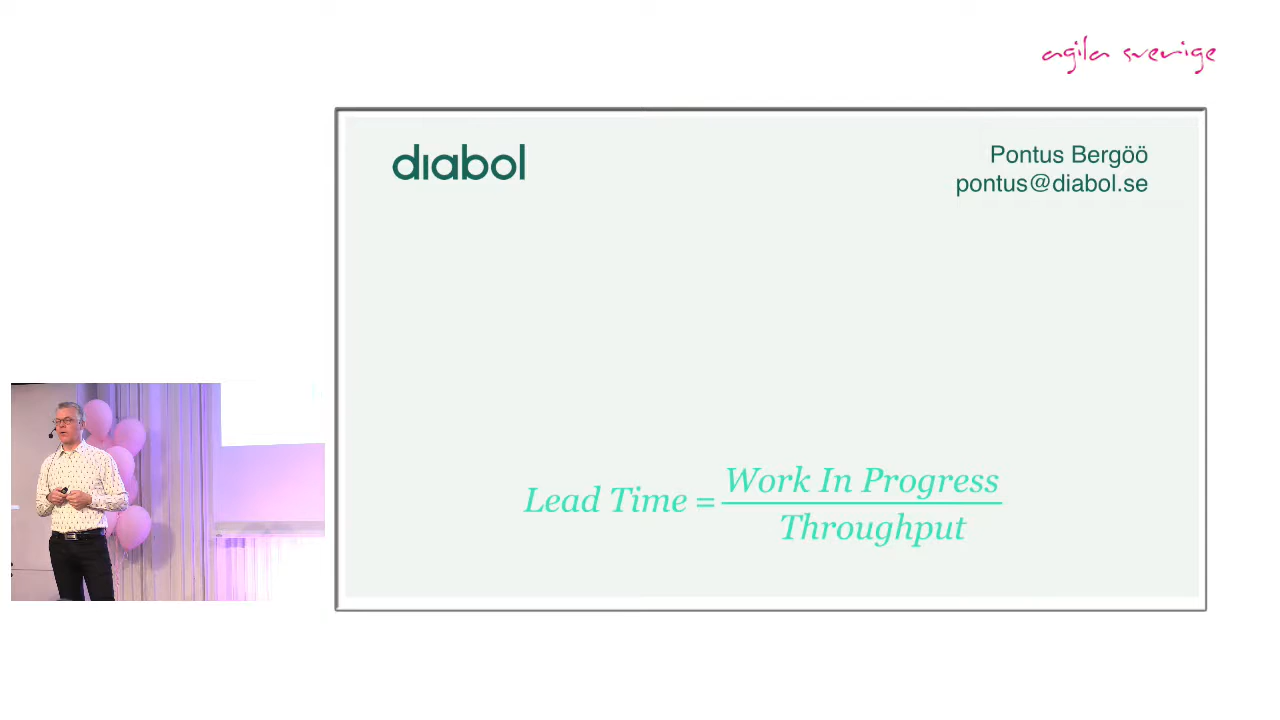 agila sverige
diabol
Pontus Bergöö
pontus@diabol.se
Lead Time = Work In Progress
Throughput